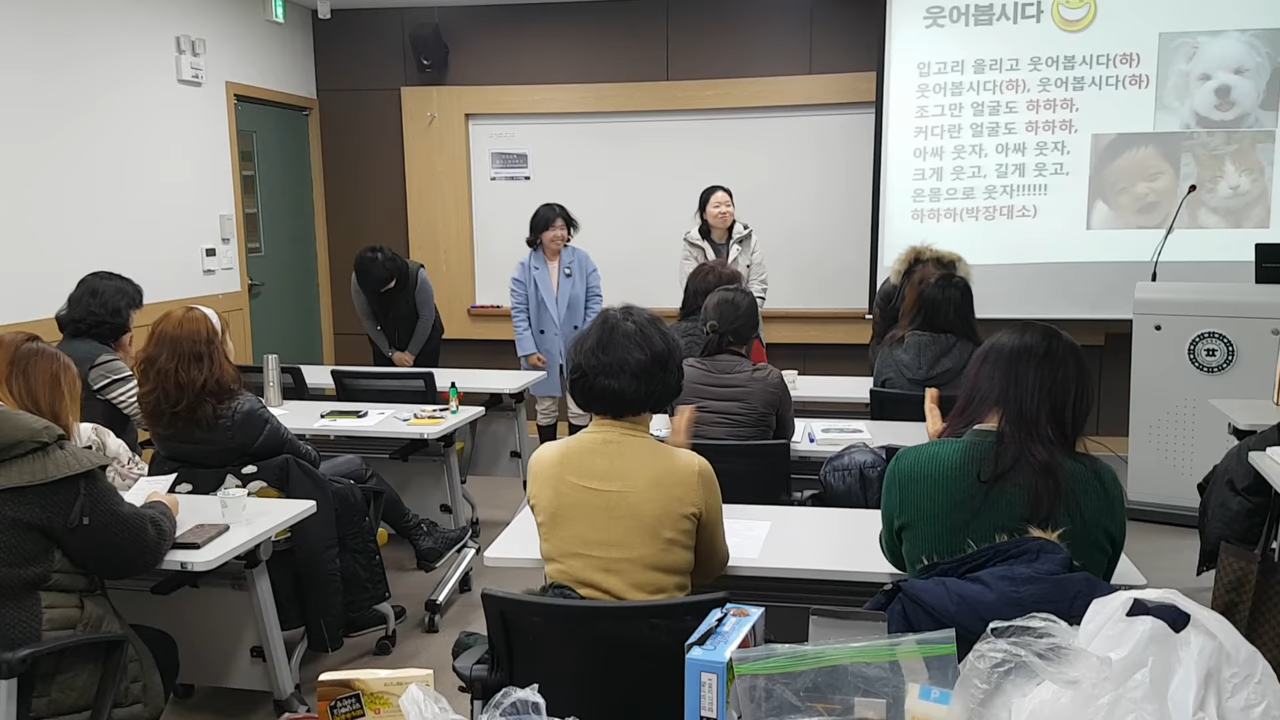 웃어봅시다
입고리 올리고 웃어봅시다(하)
웃어봅시다(하), 웃어봅시다(하)
조그만 얼굴도 하하하,
커다란 얼굴도 하하하,
아싸 웃자, 아싸 웃자,
크게 웃고, 길게 웃고,
온몸으로 웃자!!!!!!
하하하(박장대소)
P